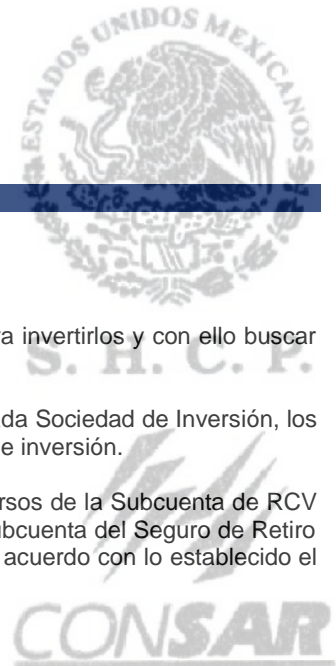 ESTADOS UNIDOS MEXICANOS
ra invertirlos y con ello buscar
S. H. C. P.
ada Sociedad de Inversión, los
e inversión.
rsos de la Subcuenta de RCV
ubcuenta del Seguro de Retiro
acuerdo con lo establecido el
CONSAR